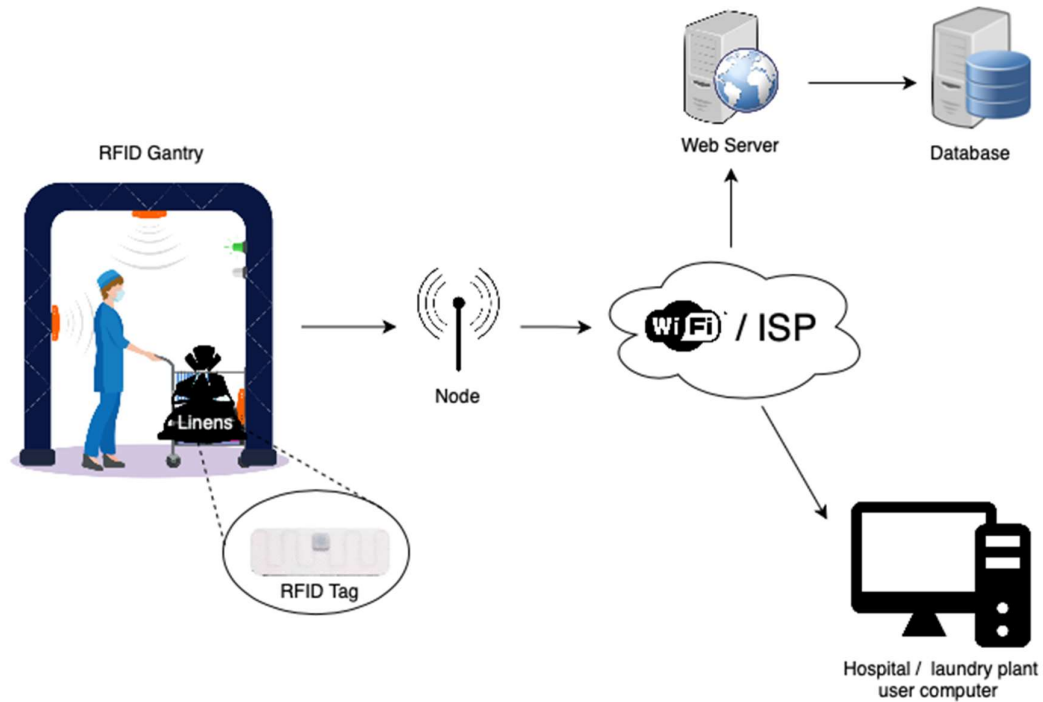 RFID Gantry
Linens
RFID Tag
Node
WiFi / ISP
Web Server
Database
Hospital / laundry plant
user computer